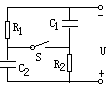 −
C₁
R₁
S
U
C₂
R₂
+